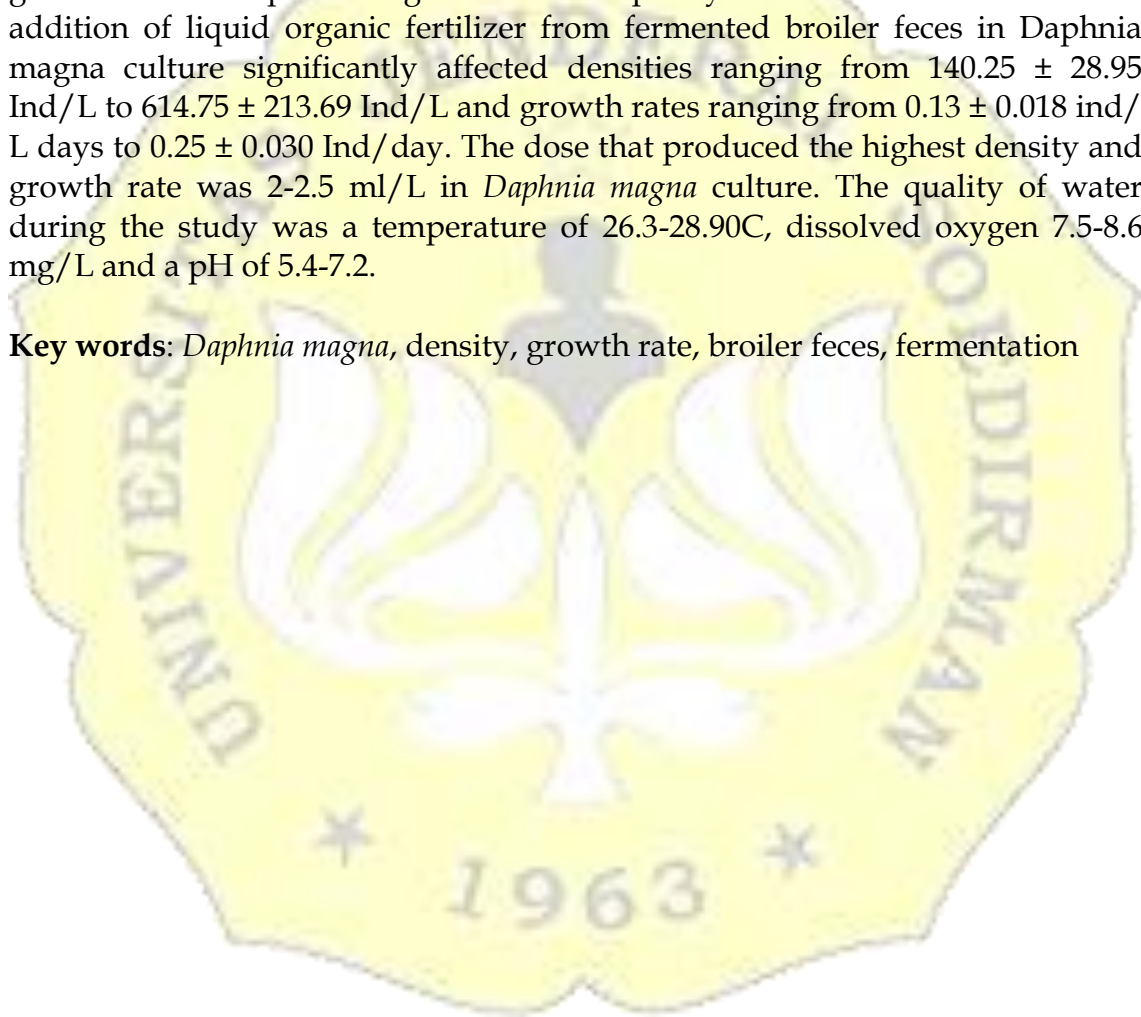 addition of liquid organic fertilizer from fermented broiler feces in Daphnia
magna culture significantly affected densities ranging from 140.25 ± 28.95
Ind/L to 614.75 ± 213.69 Ind/L and growth rates ranging from 0.13 ± 0.018 ind/
L days to 0.25 ± 0.030 Ind/day. The dose that produced the highest density and
growth rate was 2-2.5 ml/L in Daphnia magna culture. The quality of water
during the study was a temperature of 26.3-28.90C, dissolved oxygen 7.5-8.6
mg/L and a pH of 5.4-7.2.
Key words: Daphnia magna, density, growth rate, broiler feces, fermentation
UNIVERSITAS JENDERAL SOEDIRMAN
1963